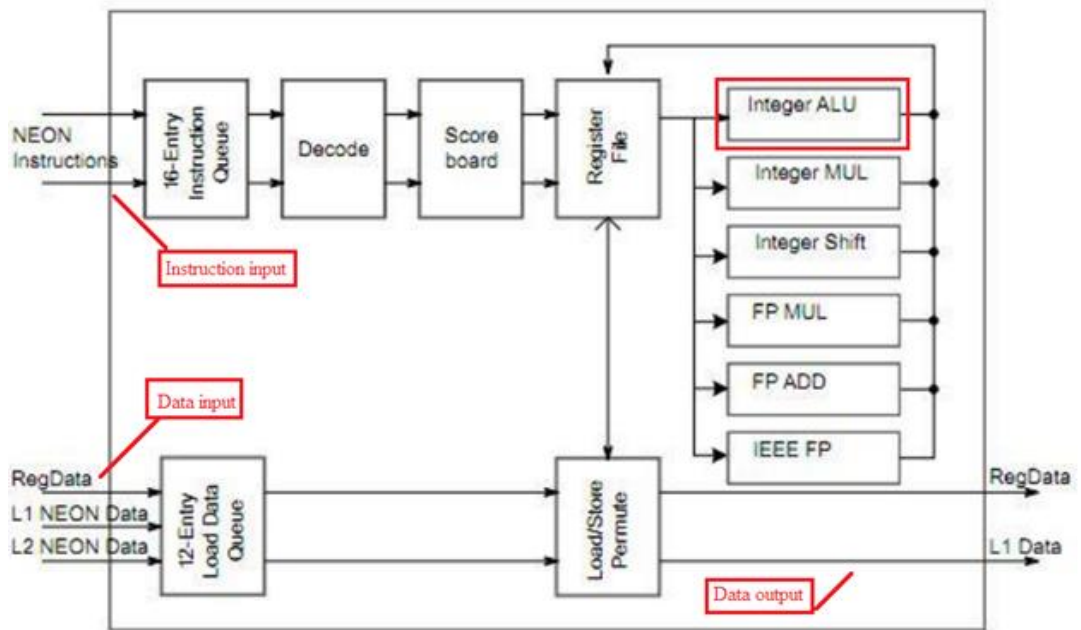 NEON
Instructions
16-Entry
Instruction
Queue
Decode
Score
board
Register
File
Integer ALU
Integer MUL
Integer Shift
FP MUL
FP ADD
IEEE FP
Instruction input
Data input
RegData
L1 NEON Data
L2 NEON Data
12-Entry
Load Data
Queue
Load/Store
Permute
RegData
L1 Data
Data output